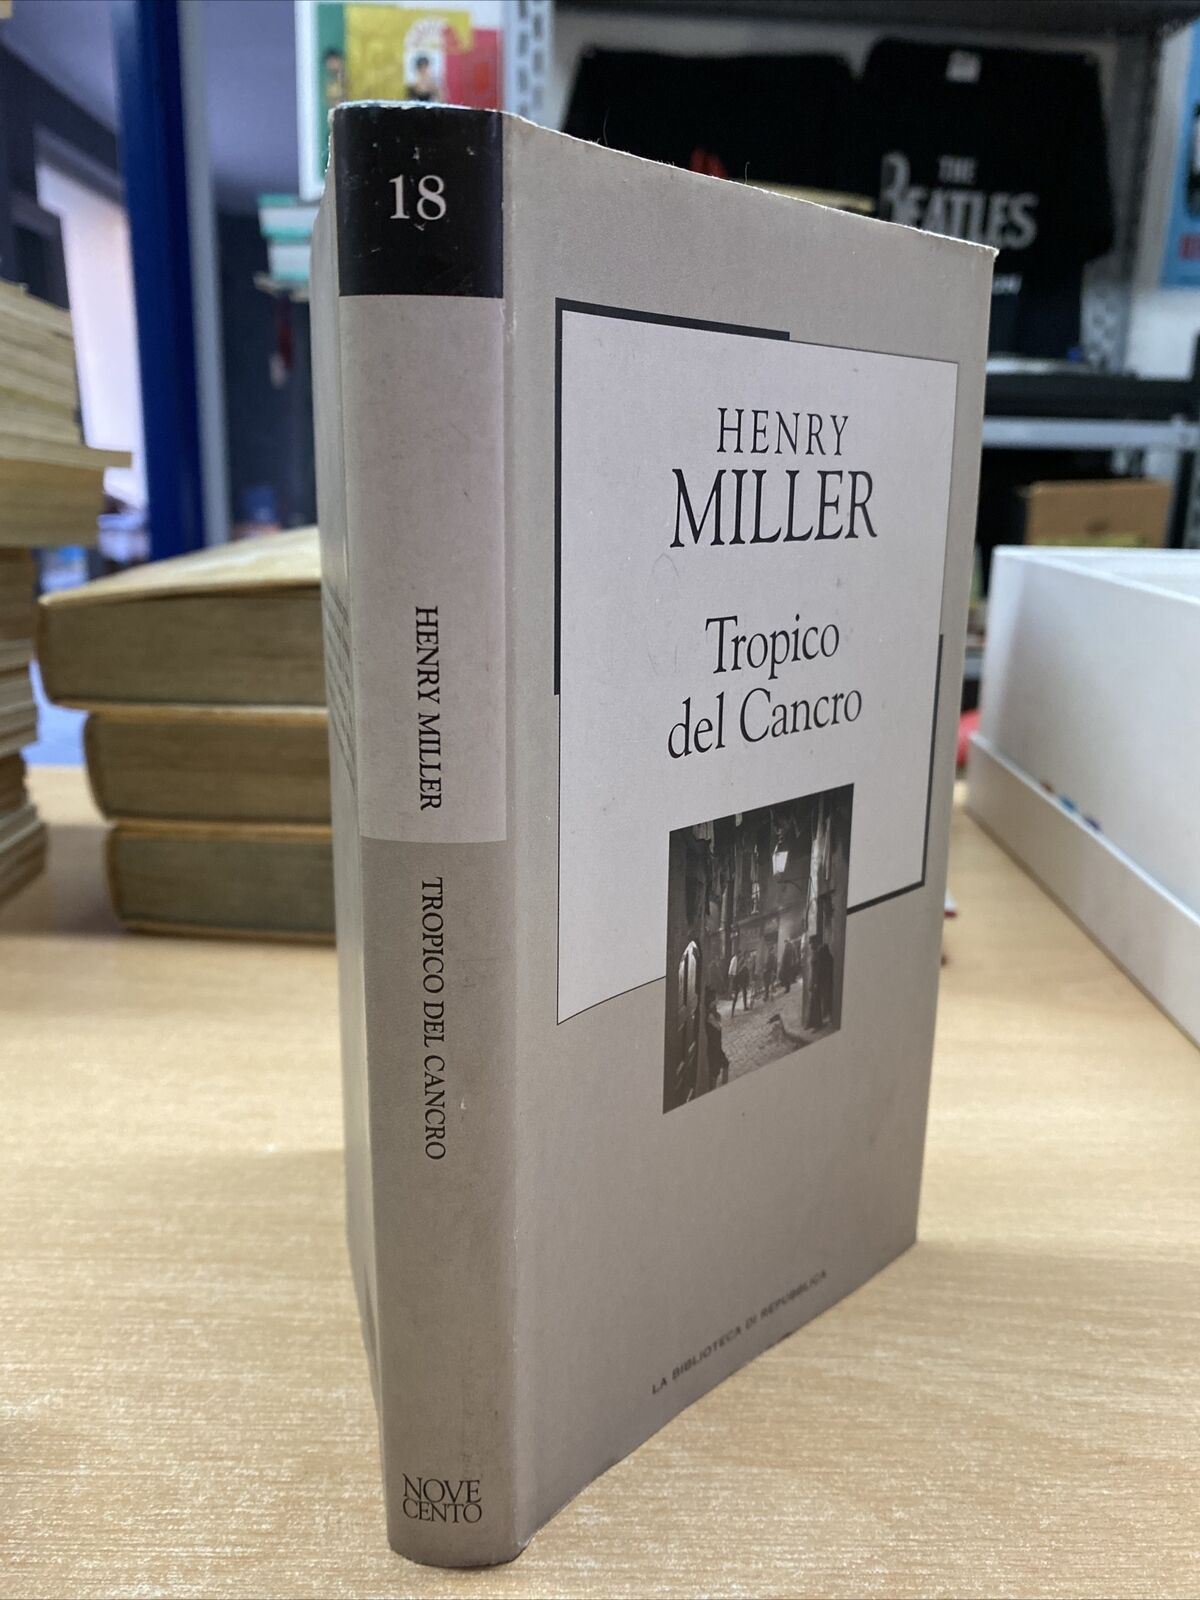 18
HENRY MILLER
TROPICO DEL CANCRO
NOVE
CENTO
HENRY
MILLER
Tropico
del Cancro
LA BIBLIOTECA DI REPUBBLICA
THE
BEATLES